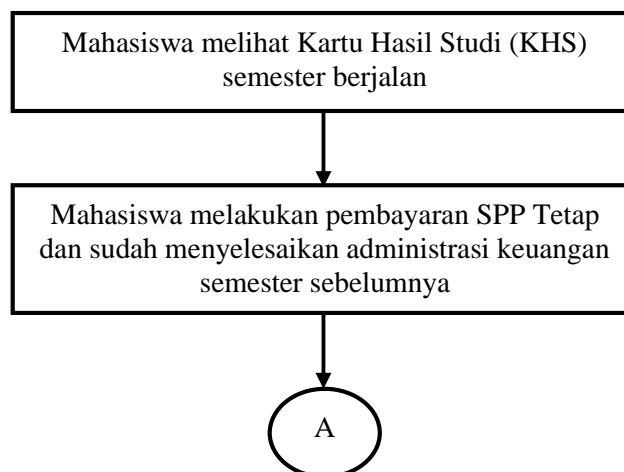 Mahasiswa melihat Kartu Hasil Studi (KHS)
semester berjalan
Mahasiswa melakukan pembayaran SPP Tetap
dan sudah menyelesaikan administrasi keuangan
semester sebelumnya
A